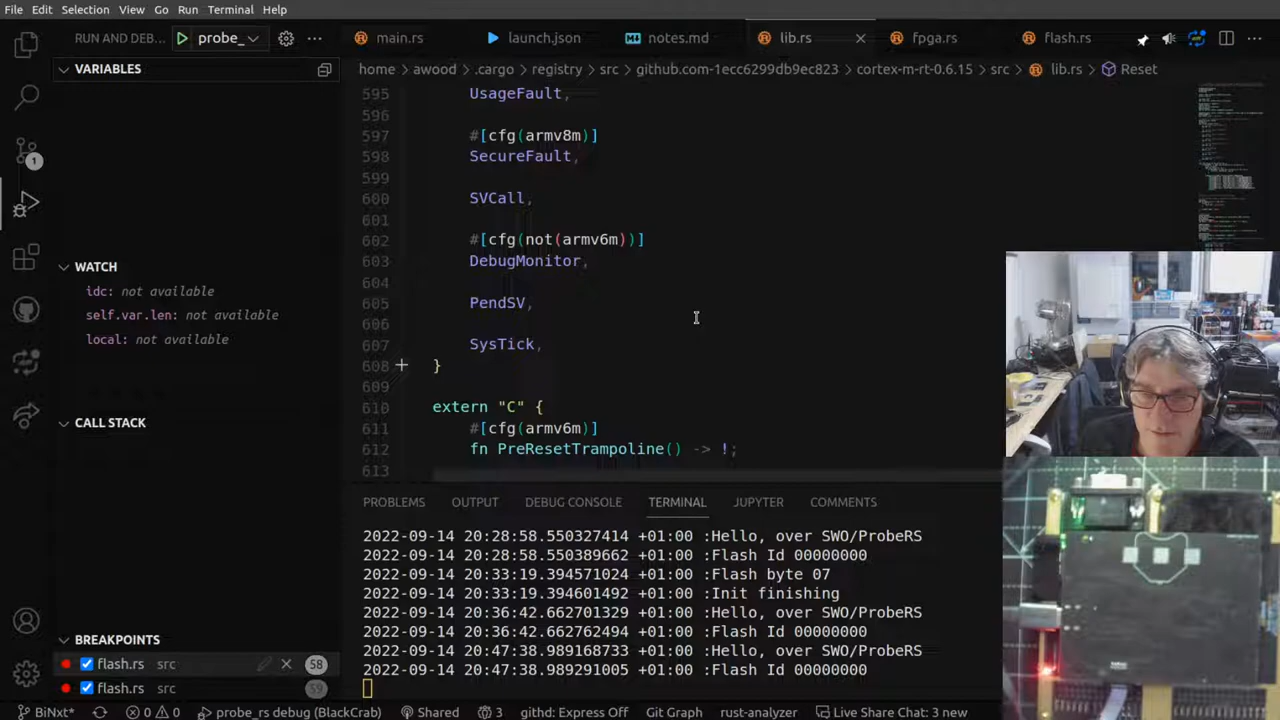 File Edit Selection View Go Run Terminal Help
RUN AND DEB... probe_ ...
main.rs launch.json notes.md lib.rs fpga.rs flash.rs ...
VARIABLES
home > awood > .cargo > registry > src > github.com-1ecc6299db9ec823 > cortex-m-rt-0.6.15 > src > lib.rs > Reset
595 UsageFault,
596
597 #[cfg(armv8m)]
598 SecureFault,
599
600 SVCall,
601
602 #[cfg(not(armv6m))]
603 DebugMonitor,
604
605 PendSV,
606
607 SysTick,
608 }
609
610 extern "C" {
611 #[cfg(armv6m)]
612 fn PreResetTrampoline() -> !;
613
1
WATCH
idc: not available
self.var.len: not available
local: not available
CALL STACK
PROBLEMS OUTPUT DEBUG CONSOLE TERMINAL JUPYTER COMMENTS
2022-09-14 20:28:58.550327414 +01:00 :Hello, over SWO/ProbeRS
2022-09-14 20:28:58.550389662 +01:00 :Flash Id 00000000
2022-09-14 20:33:19.394571024 +01:00 :Flash byte 07
2022-09-14 20:33:19.394601492 +01:00 :Init finishing
2022-09-14 20:36:42.662701329 +01:00 :Hello, over SWO/ProbeRS
2022-09-14 20:36:42.662762494 +01:00 :Flash Id 00000000
2022-09-14 20:47:38.989168733 +01:00 :Hello, over SWO/ProbeRS
2022-09-14 20:47:38.989291005 +01:00 :Flash Id 00000000
BREAKPOINTS
flash.rs src 58
flash.rs src 59
BiNxt* 0 0 probe_rs debug (BlackCrab) Shared 3 githd: Express Off Git Graph rust-analyzer Live Share Chat: 3 new